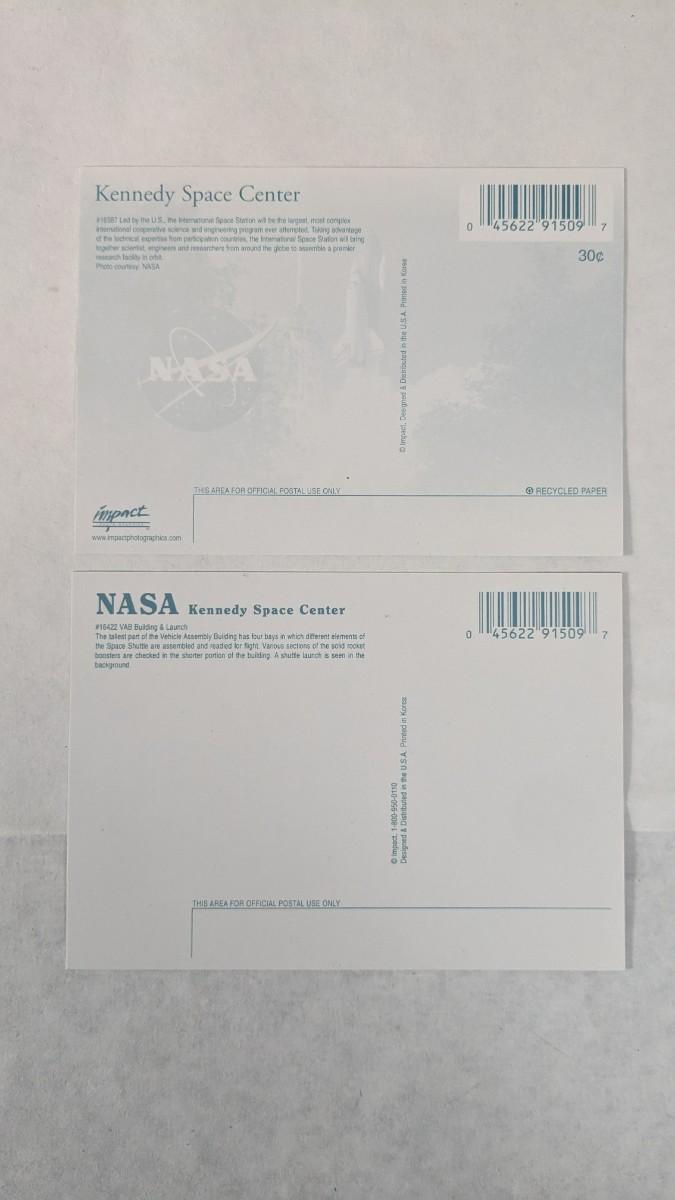 Kennedy Space Center
#16587 Led by the U.S., the International Space Station will be the largest, most complex
international cooperative science and engineering program ever attempted. Taking advantage
of the technical expertise from participation countries, the International Space Station will bring
together scientist, engineers and researchers from around the globe to assemble a premier
research facility in orbit.
Photo courtesy: NASA
0 45622 91509 7
30¢
NASA
© Impact, Designed & Distributed in the U.S.A. Printed in Korea
THIS AREA FOR OFFICIAL POSTAL USE ONLY
RECYCLED PAPER
impact
www.impactphotographics.com
NASA Kennedy Space Center
#16422 VAB Building & Launch
The tallest part of the Vehicle Assembly Building has four bays in which different elements of
the Space Shuttle are assembled and readied for flight. Various sections of the solid rocket
boosters are checked in the shorter portion of the building. A shuttle launch is seen in the
background.
0 45622 91509 7
© Impact, 1-800-950-0110
Designed & Distributed in the U.S.A. Printed in Korea
THIS AREA FOR OFFICIAL POSTAL USE ONLY